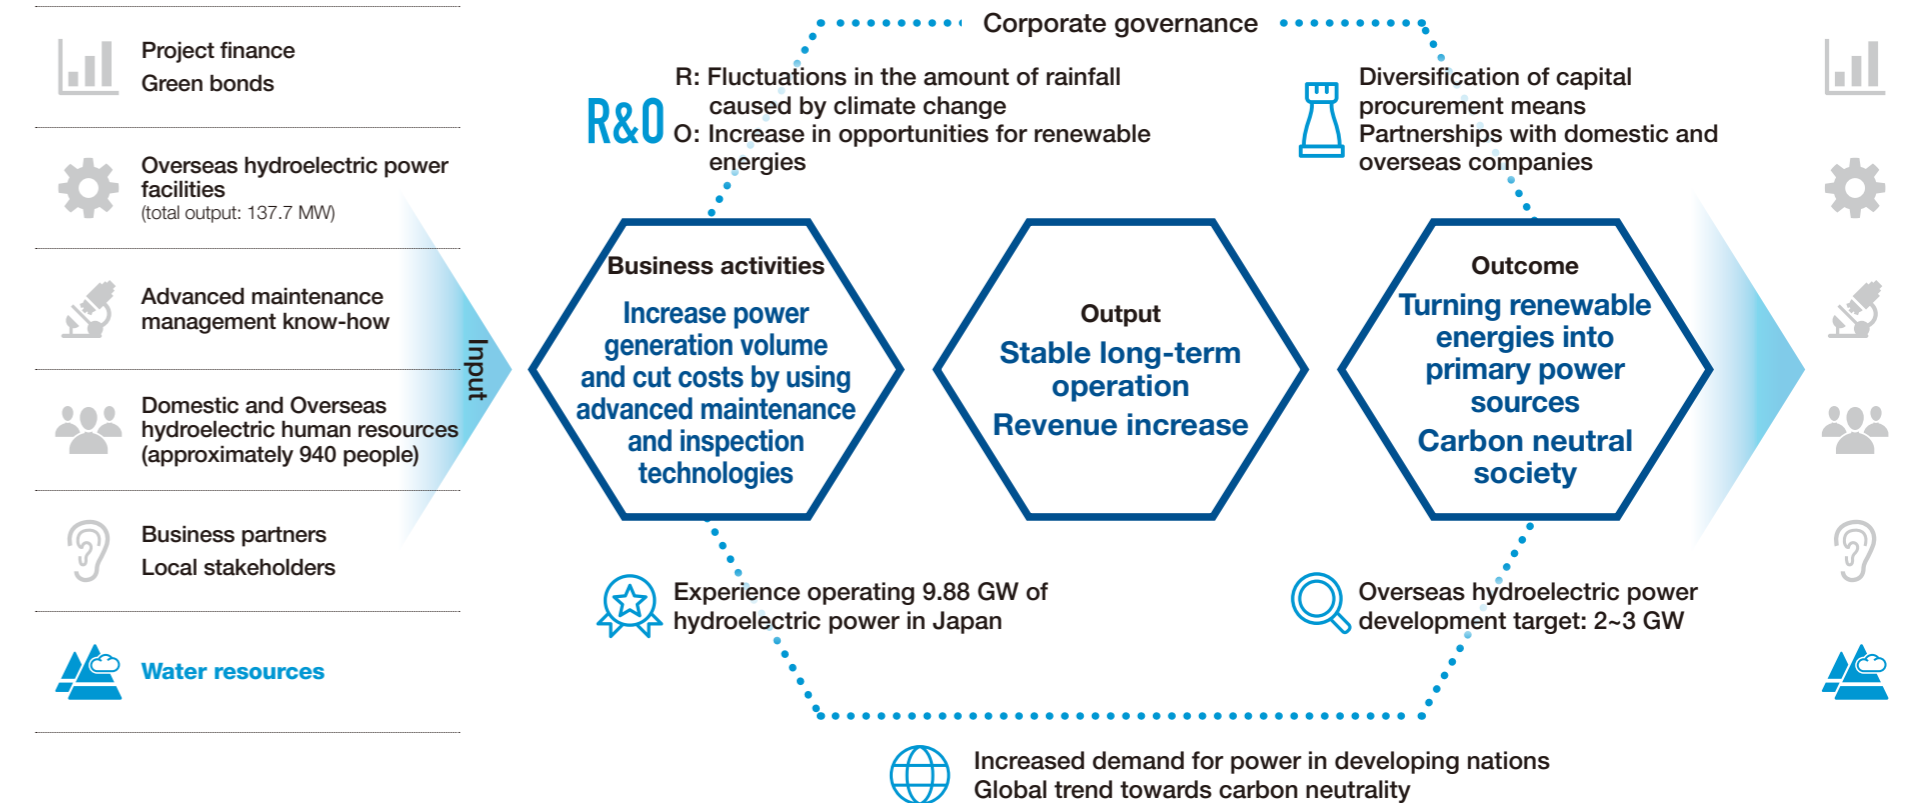 Project finance
Green bonds
Overseas hydroelectric power
facilities
(total output: 137.7 MW)
Advanced maintenance
management know-how
Domestic and Overseas
hydroelectric human resources
(approximately 940 people)
Business partners
Local stakeholders
Water resources
Input
Corporate governance
R&O
R: Fluctuations in the amount of rainfall
caused by climate change
O: Increase in opportunities for renewable
energies
Diversification of capital
procurement means
Partnerships with domestic and
overseas companies
Business activities
Increase power
generation volume
and cut costs by using
advanced maintenance
and inspection
technologies
Output
Stable long-term
operation
Revenue increase
Outcome
Turning renewable
energies into
primary power
sources
Carbon neutral
society
Experience operating 9.88 GW of
hydroelectric power in Japan
Overseas hydroelectric power
development target: 2~3 GW
Increased demand for power in developing nations
Global trend towards carbon neutrality